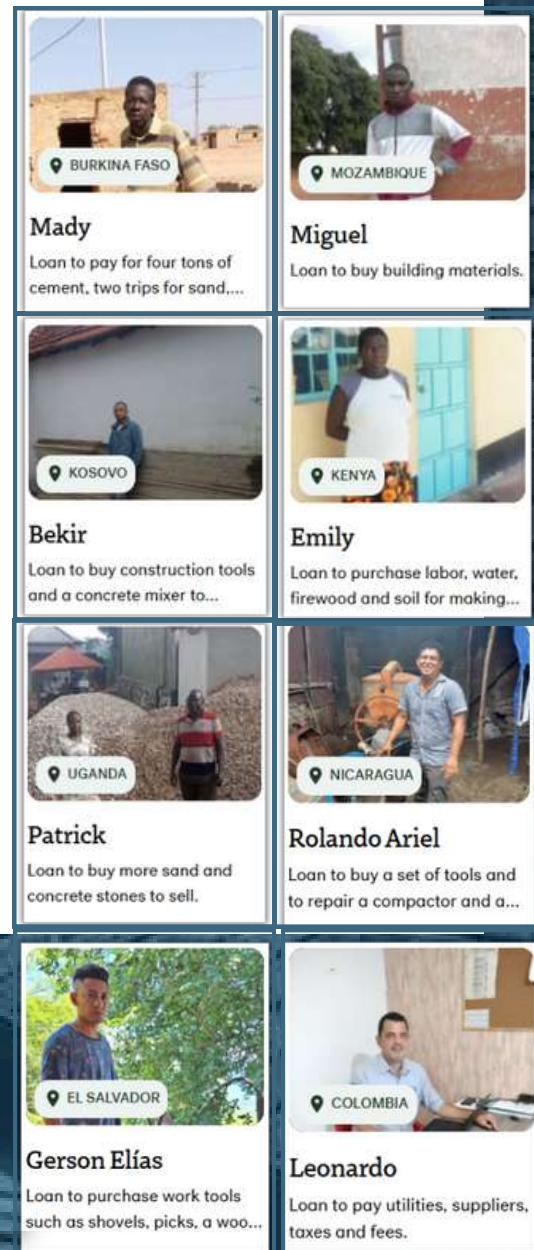 BURKINA FASO
Mady
Loan to pay for four tons of
cement, two trips for sand,...
MOZAMBIQUE
Miguel
Loan to buy building materials.
KOSOVO
Bekir
Loan to buy construction tools
and a concrete mixer to...
KENYA
Emily
Loan to purchase labor, water,
firewood and soil for making...
UGANDA
Patrick
Loan to buy more sand and
concrete stones to sell.
NICARAGUA
Rolando Ariel
Loan to buy a set of tools and
to repair a compactor and a...
EL SALVADOR
Gerson Elías
Loan to purchase work tools
such as shovels, picks, a woo...
COLOMBIA
Leonardo
Loan to pay utilities, suppliers,
taxes and fees.